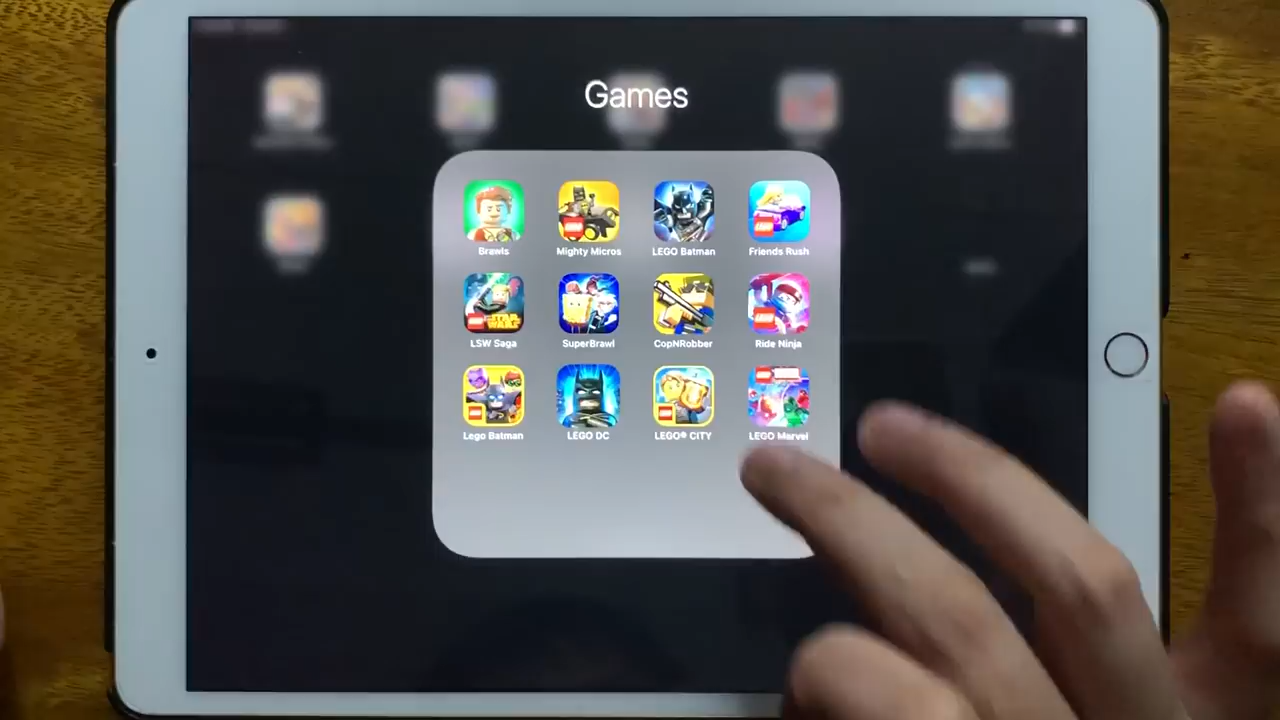 Games
Brawls
Mighty Micros
LEGO Batman
Friends Rush
LSW Saga
SuperBrawl
CopNRobber
Ride Ninja
Lego Batman
LEGO DC
LEGO® CITY
LEGO Marvel